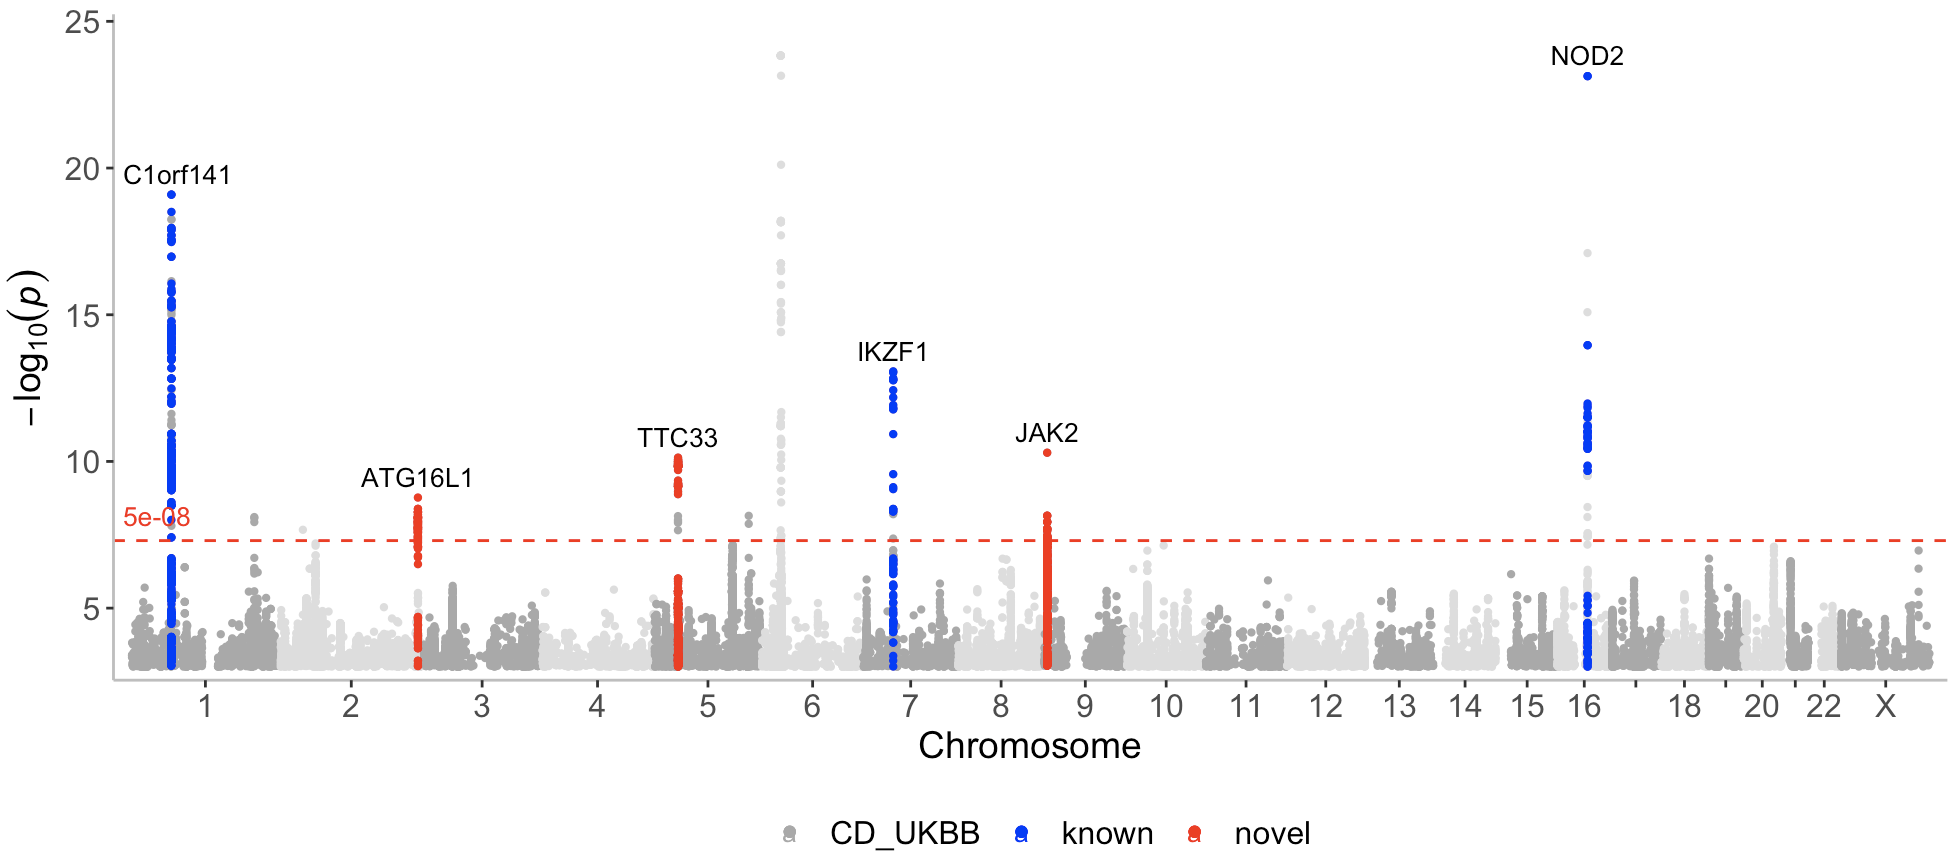 25
NOD2
20
C1orf141
15
IKZF1
JAK2
TTC33
10
ATG16L1
5e-08
5
−log10(p)
1 2 3 4 5 6 7 8 9 10 11 12 13 14 15 16 18 20 22 X
Chromosome
a CD_UKBB a known a novel